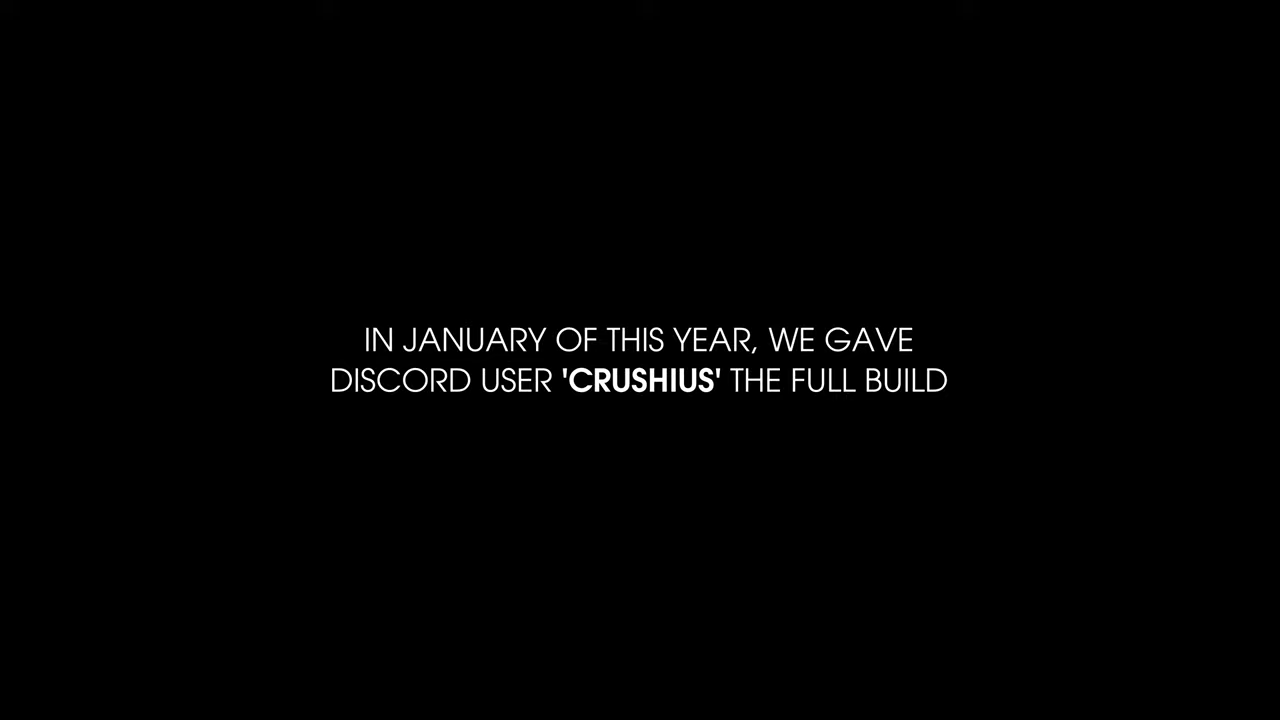 IN JANUARY OF THIS YEAR, WE GAVE
DISCORD USER 'CRUSHIUS' THE FULL BUILD